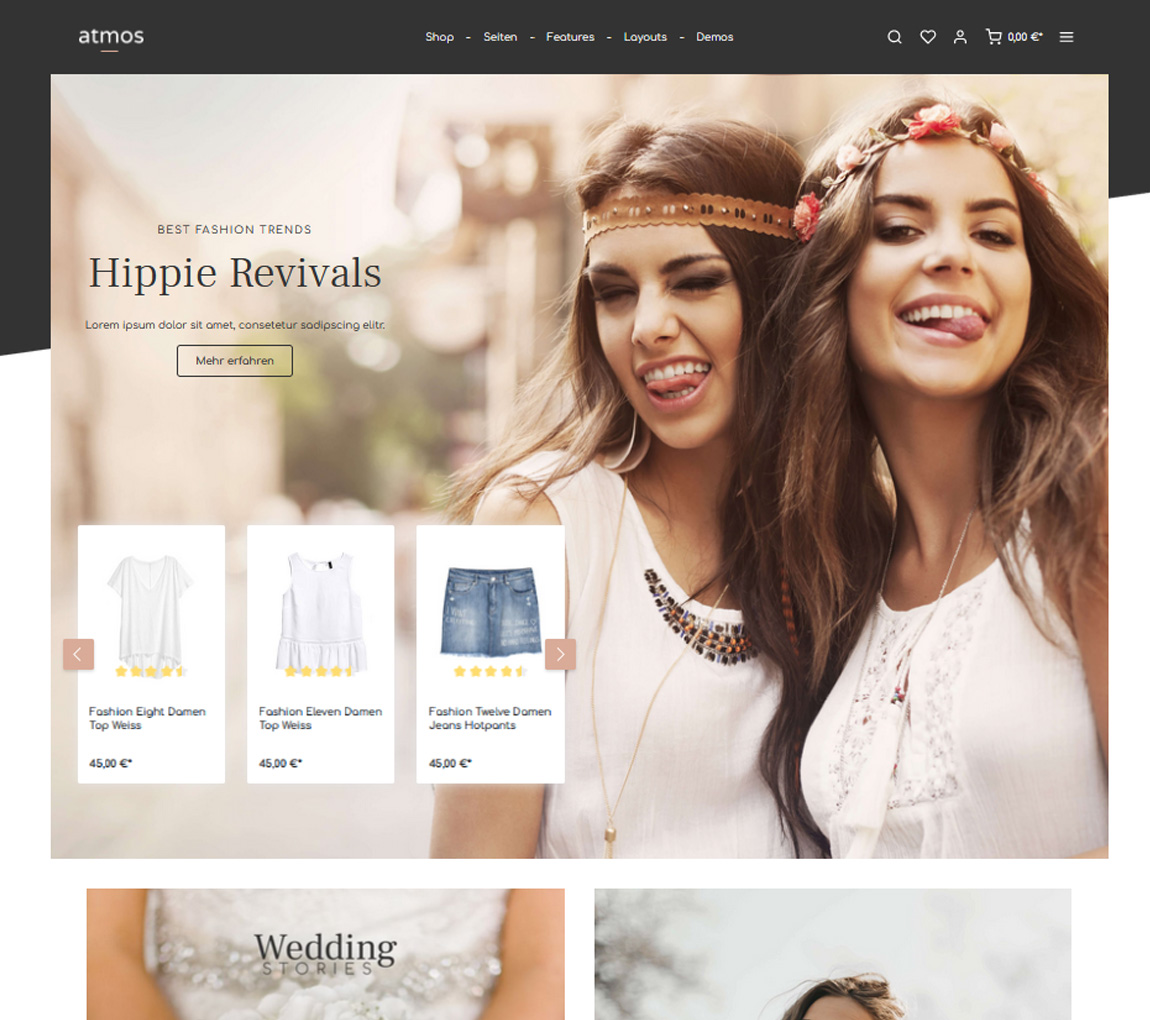 atmos
Shop - Seiten - Features - Layouts - Demos
0,00 €*
BEST FASHION TRENDS
Hippie Revivals
Lorem ipsum dolor sit amet, consetetur sadipscing elitr.
Mehr erfahren
Fashion Eight Damen
Top Weiss
45,00 €*
Fashion Eleven Damen
Top Weiss
45,00 €*
Fashion Twelve Damen
Jeans Hotpants
45,00 €*
Wedding
STORIES